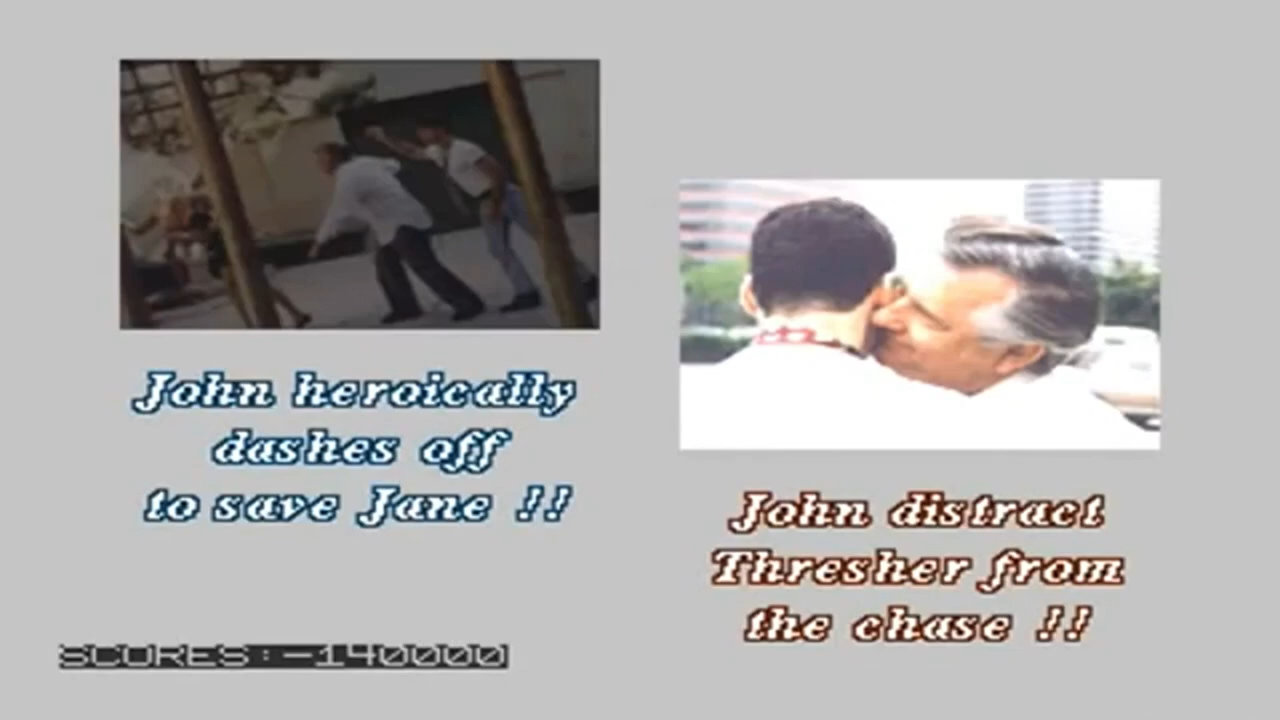 John heroically
dashes off
to save Jane !!
John distract
Thresher from
the chase !!
SCORES:-140000